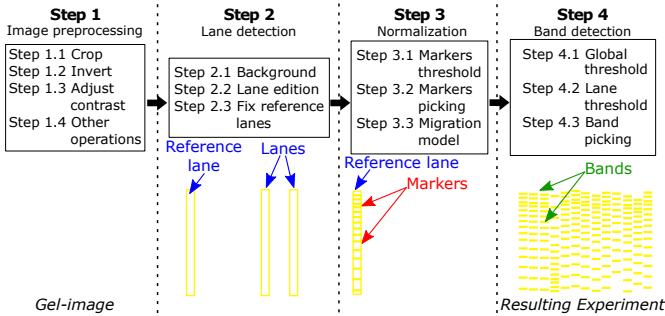 Step 1
Image preprocessing
Step 1.1 Crop
Step 1.2 Invert
Step 1.3 Adjust
contrast
Step 1.4 Other
operations
Gel-image
Step 2
Lane detection
Step 2.1 Background
Step 2.2 Lane edition
Step 2.3 Fix reference
lanes
Reference
lane
Lanes
Step 3
Normalization
Step 3.1 Markers
threshold
Step 3.2 Markers
picking
Step 3.3 Migration
model
Reference lane
Markers
Step 4
Band detection
Step 4.1 Global
threshold
Step 4.2 Lane
threshold
Step 4.3 Band
picking
Bands
Resulting Experiment